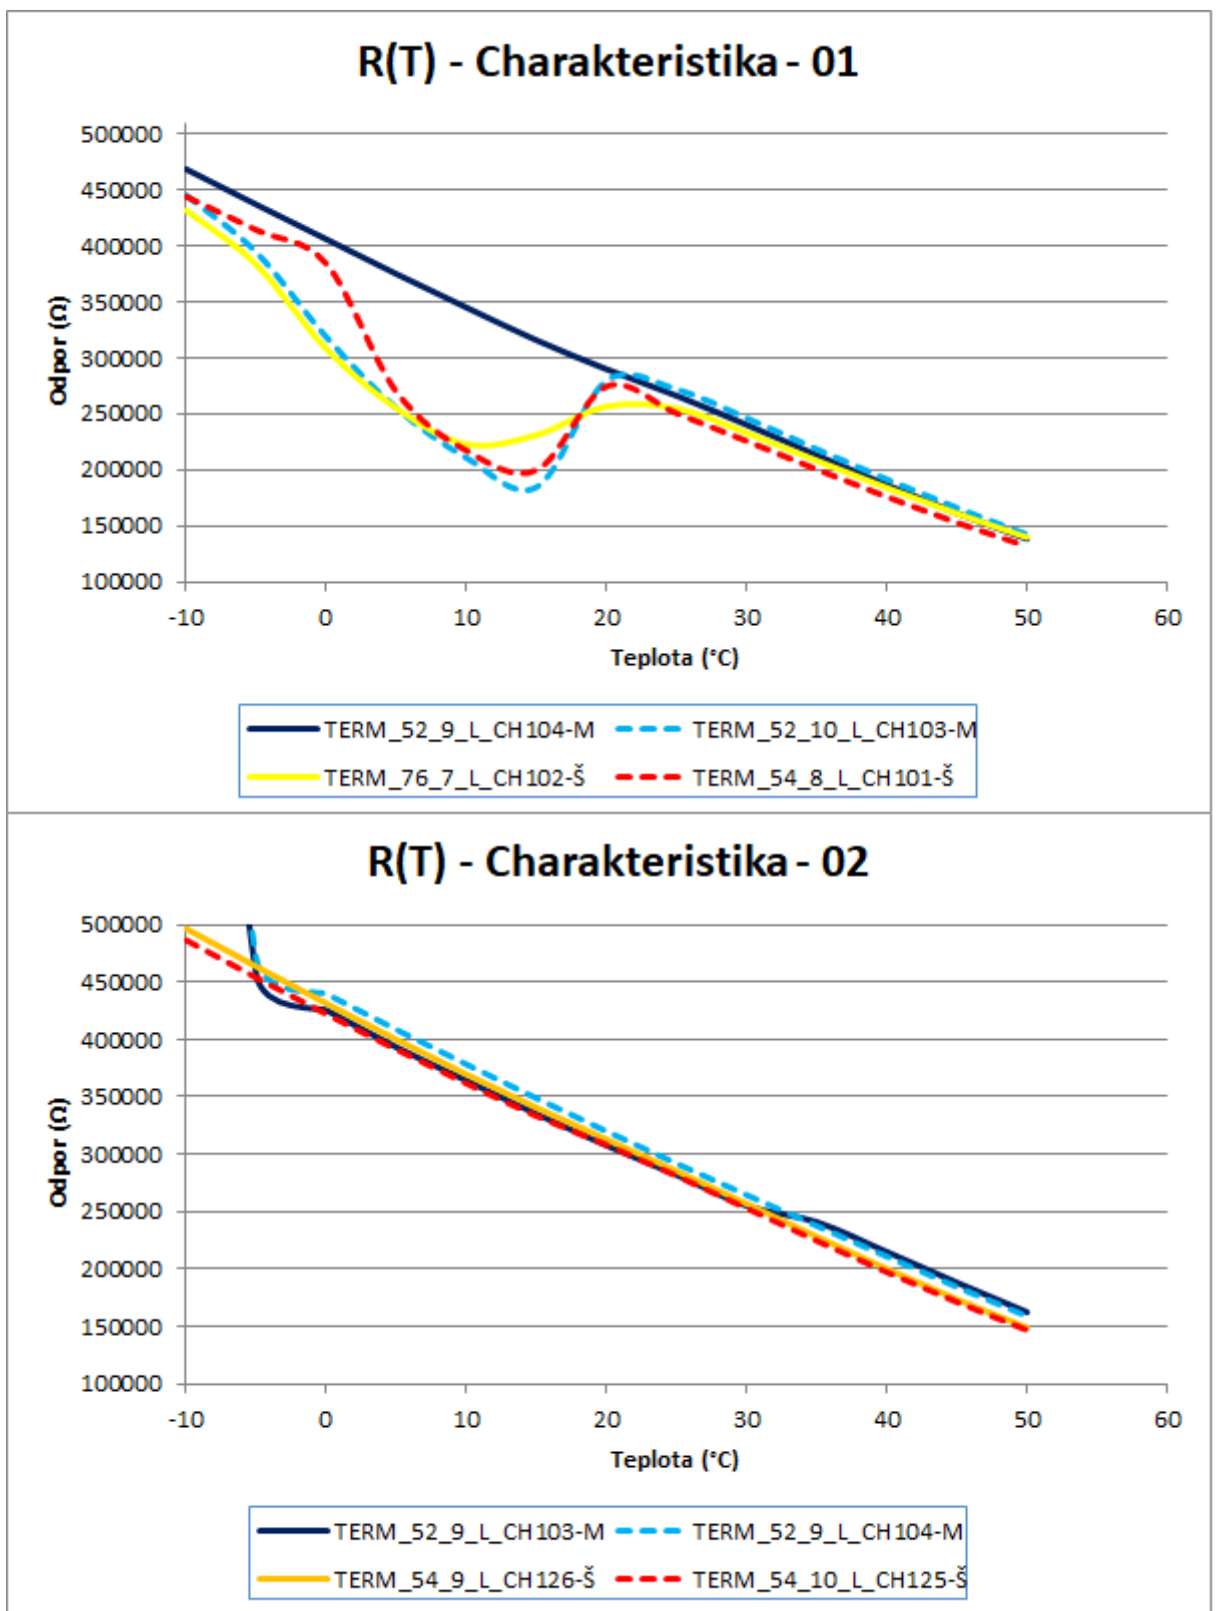 R(T) - Charakteristika - 01
500000
450000
400000
350000
300000
250000
200000
150000
100000
Odpor (Ω)
-10 0 10 20 30 40 50 60
Teplota (°C)
TERM_52_9_L_CH104-M TERM_52_10_L_CH103-M
TERM_76_7_L_CH102-Š TERM_54_8_L_CH101-Š
R(T) - Charakteristika - 02
500000
450000
400000
350000
300000
250000
200000
150000
100000
Odpor (Ω)
-10 0 10 20 30 40 50 60
Teplota (°C)
TERM_52_9_L_CH103-M TERM_52_9_L_CH104-M
TERM_54_9_L_CH126-Š TERM_54_10_L_CH125-Š